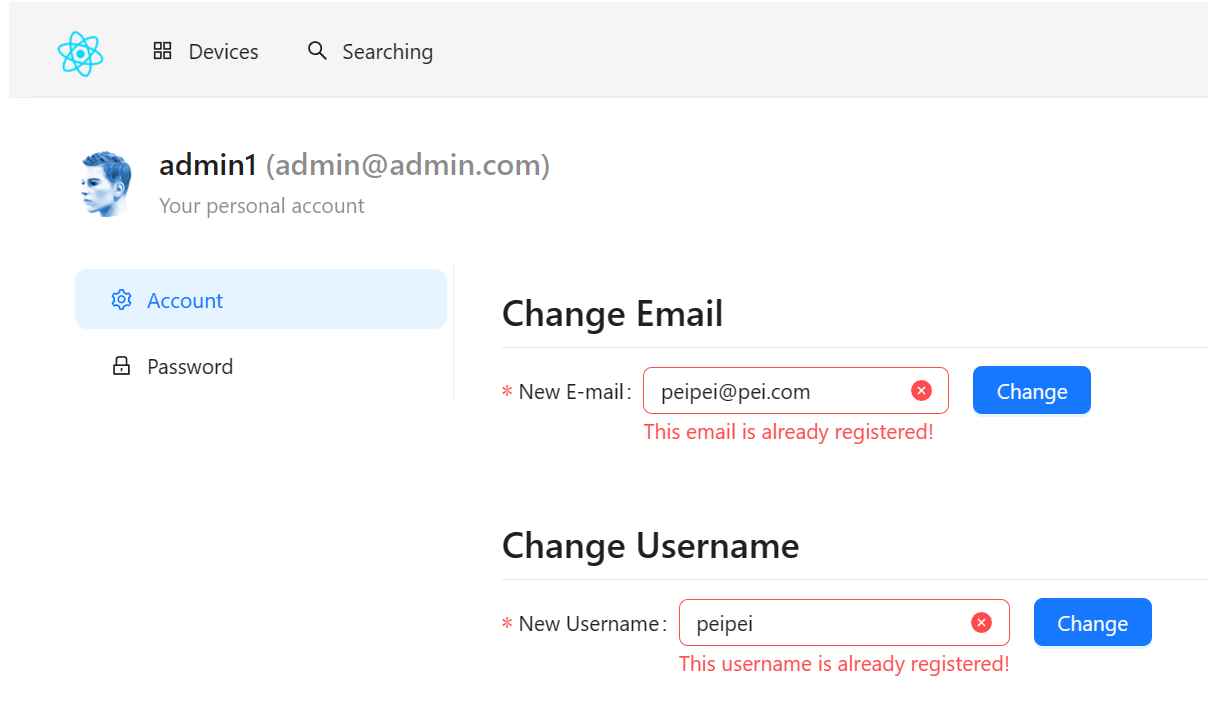 Devices Searching
admin1 (admin@admin.com)
Your personal account
Account
Password
Change Email
* New E-mail: peipei@pei.com Change
This email is already registered!
Change Username
* New Username: peipei Change
This username is already registered!